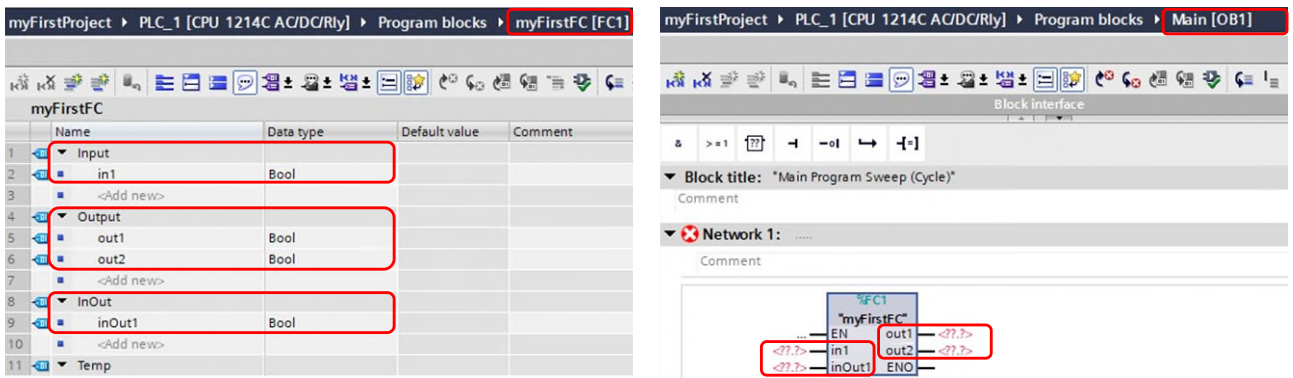 myFirstProject ▸ PLC_1 [CPU 1214C AC/DC/Rly] ▸ Program blocks ▸ myFirstFC [FC1]
myFirstFC
Name Data type Default value Comment
1 ▼ Input
2 in1 Bool
3 <Add new>
4 ▼ Output
5 out1 Bool
6 out2 Bool
7 <Add new>
8 ▼ InOut
9 inOut1 Bool
10 <Add new>
11 ▼ Temp
myFirstProject ▸ PLC_1 [CPU 1214C AC/DC/Rly] ▸ Program blocks ▸ Main [OB1]
Block interface
& >=1 ?? ⊣ -o| ↦ -[=]
▼ Block title: "Main Program Sweep (Cycle)"
Comment
▼ Network 1: .....
Comment
%FC1
"myFirstFC"
... EN out1 <??.?>
<??.?> in1 out2 <??.?>
<??.?> inOut1 ENO